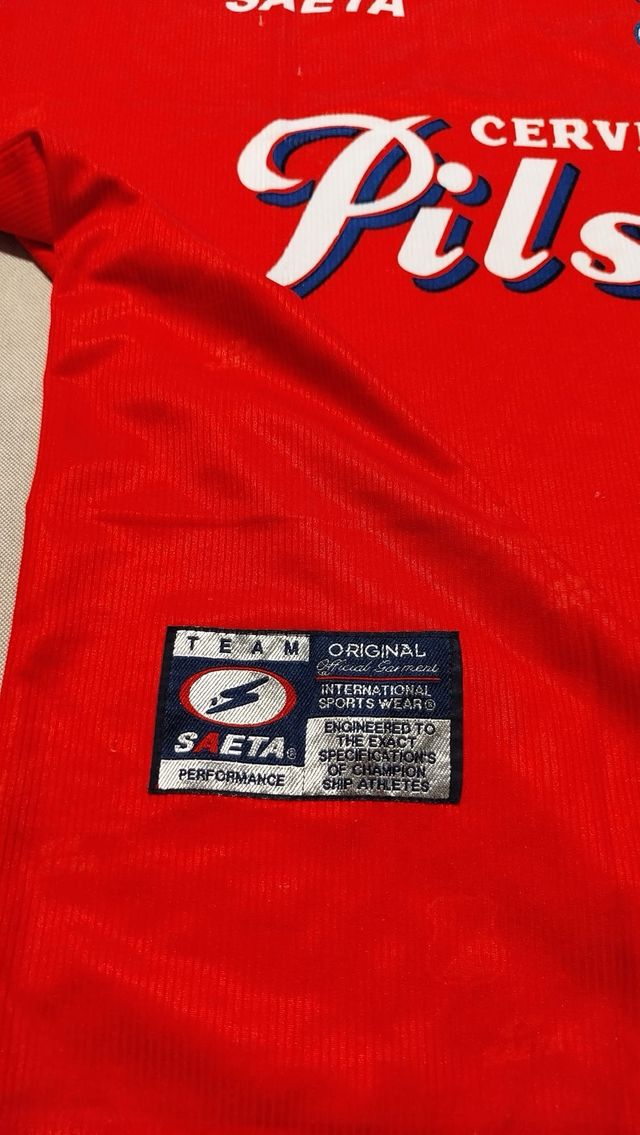 SAETA
CERVE
Pils
TEAM
SAETA®
PERFORMANCE
ORIGINAL
Official Garment
INTERNATIONAL
SPORTS WEAR®
ENGINEERED TO
THE EXACT
SPECIFICATION'S
OF CHAMPION
SHIP ATHLETES